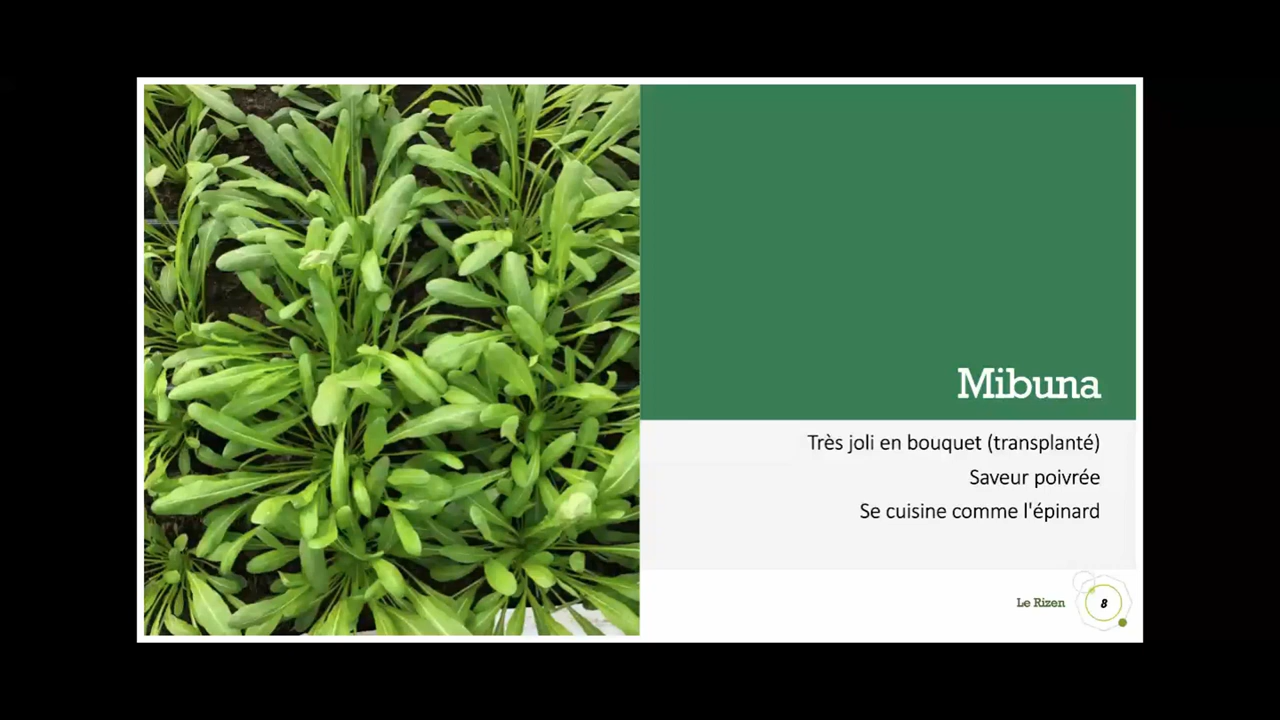 Mibuna
Très joli en bouquet (transplanté)
Saveur poivrée
Se cuisine comme l'épinard
Le Rizen
8